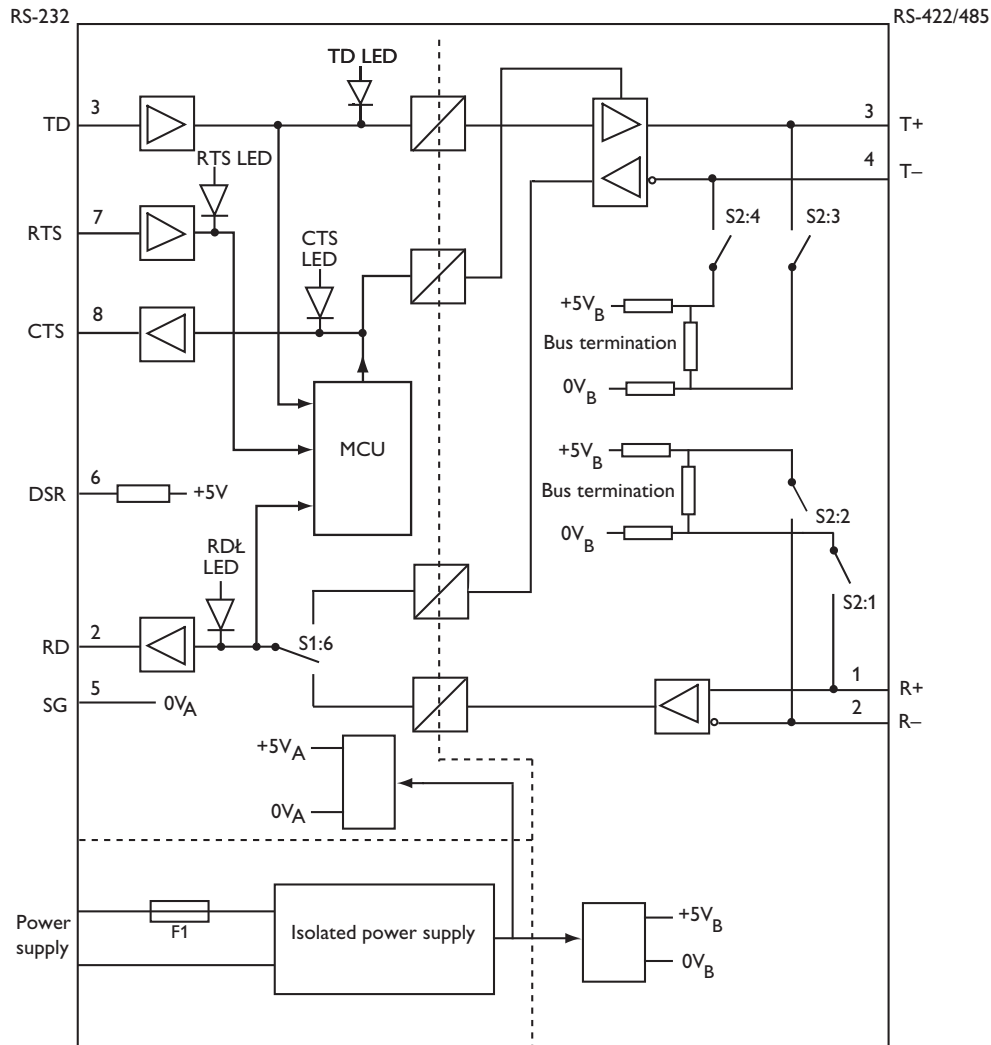 RS-232
RS-422/485
TD LED
3
TD
3
T+
RTS LED
4
T–
7
RTS
S2:4
S2:3
CTS
LED
8
CTS
+5VB
Bus termination
0VB
MCU
+5VB
6
DSR
+5V
Bus termination
S2:2
0VB
RDŁ
LED
S2:1
2
RD
S1:6
5
SG
0VA
1
R+
2
R–
+5VA
0VA
Power
supply
F1
Isolated power supply
+5VB
0VB